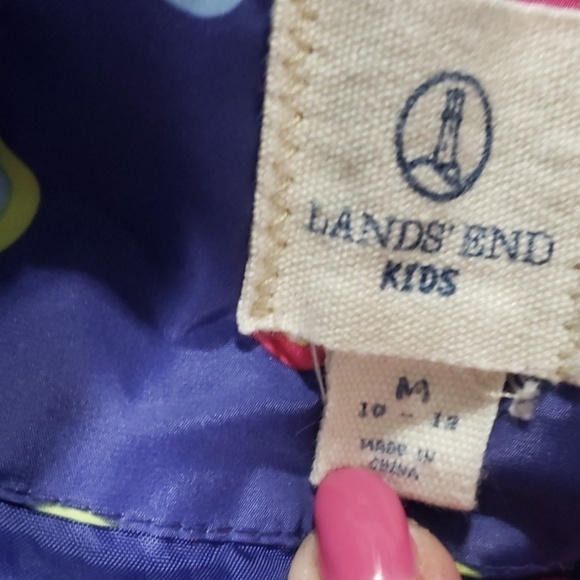 LANDS' END
KIDS
M
10 - 12
MADE IN
CHINA